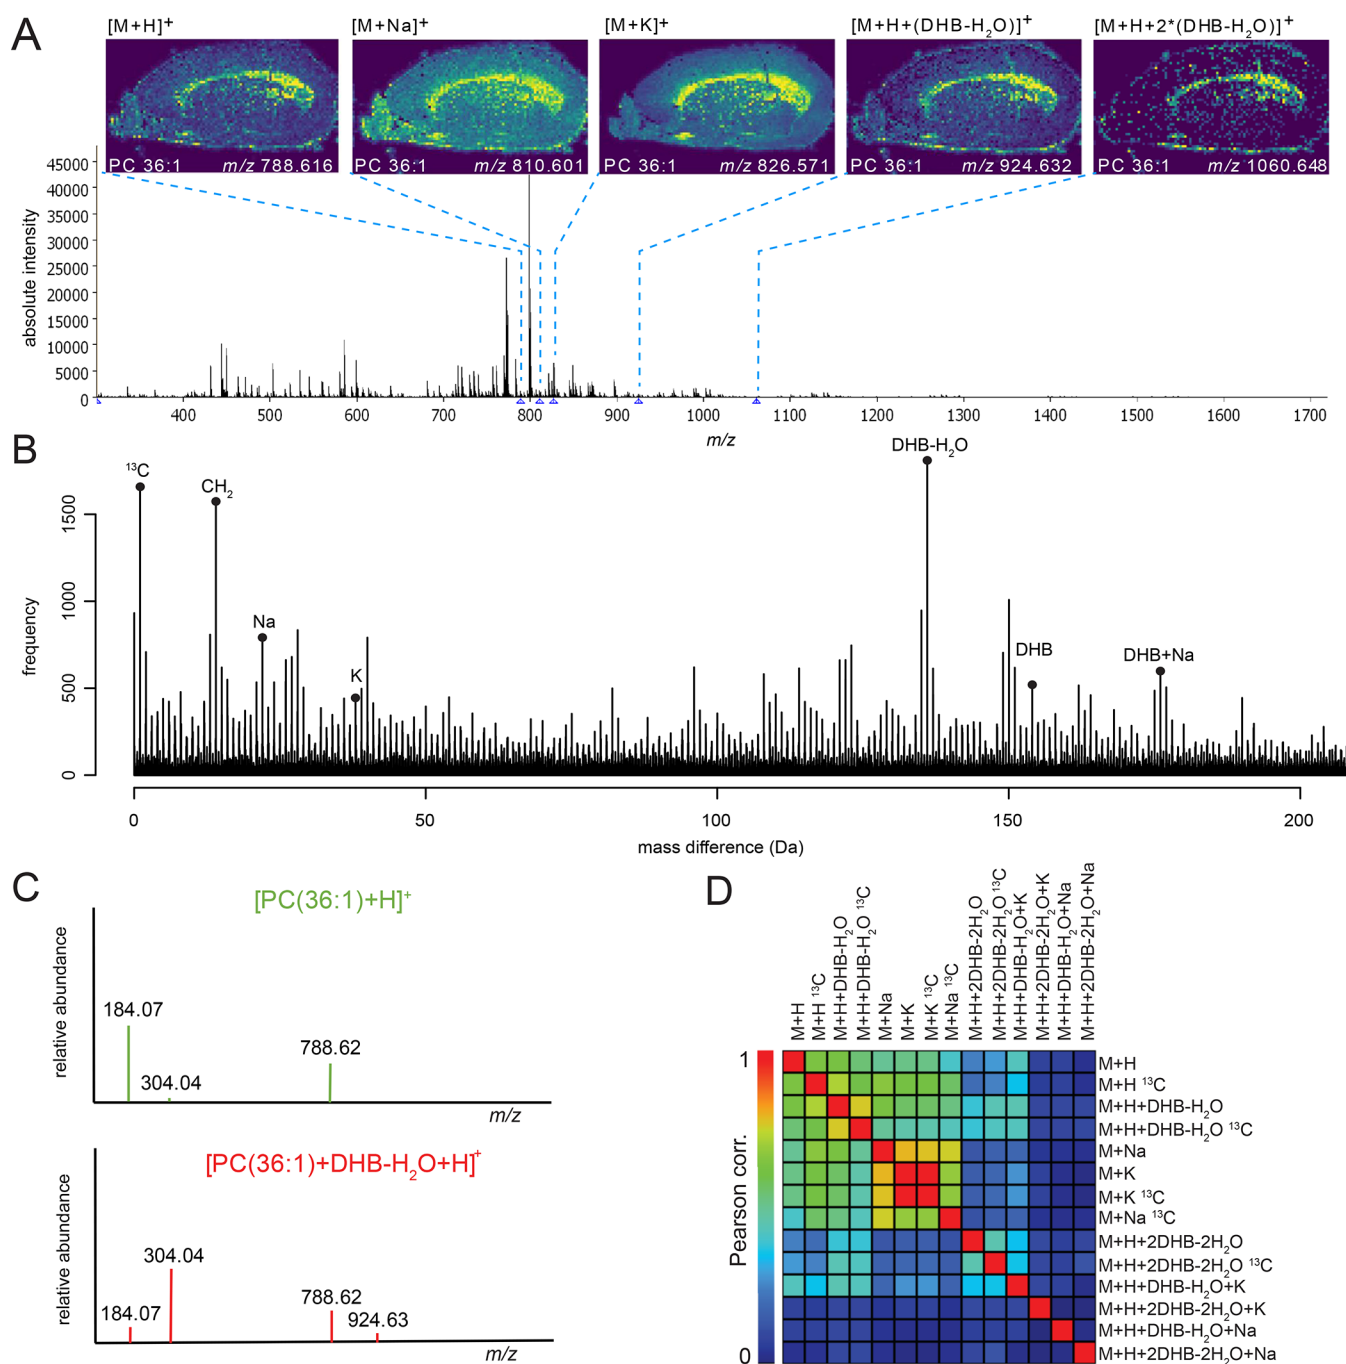 A
[M+H]⁺ [M+Na]⁺ [M+K]⁺ [M+H+(DHB-H₂O)]⁺ [M+H+2*(DHB-H₂O)]⁺
PC 36:1 m/z 788.616 PC 36:1 m/z 810.601 PC 36:1 m/z 826.571 PC 36:1 m/z 924.632 PC 36:1 m/z 1060.648
absolute intensity
45000
40000
35000
30000
25000
20000
15000
10000
5000
0
400 500 600 700 800 900 1000 1100 1200 1300 1400 1500 1600 1700
m/z
B
¹³C
CH₂
Na
K
DHB-H₂O
DHB
DHB+Na
frequency
1500
1000
500
0
0 50 100 150 200
mass difference (Da)
C
[PC(36:1)+H]⁺
relative abundance
184.07
304.04
788.62
m/z
[PC(36:1)+DHB-H₂O+H]⁺
relative abundance
184.07
304.04
788.62
924.63
m/z
D
M+H
M+H ¹³C
M+H+DHB-H₂O
M+H+DHB-H₂O ¹³C
M+Na
M+K
M+K ¹³C
M+Na ¹³C
M+H+2DHB-2H₂O
M+H+2DHB-2H₂O ¹³C
M+H+DHB-H₂O+K
M+H+2DHB-2H₂O+K
M+H+DHB-H₂O+Na
M+H+2DHB-2H₂O+Na
1
Pearson corr.
0
M+H
M+H ¹³C
M+H+DHB-H₂O
M+H+DHB-H₂O ¹³C
M+Na
M+K
M+K ¹³C
M+Na ¹³C
M+H+2DHB-2H₂O
M+H+2DHB-2H₂O ¹³C
M+H+DHB-H₂O+K
M+H+2DHB-2H₂O+K
M+H+DHB-H₂O+Na
M+H+2DHB-2H₂O+Na